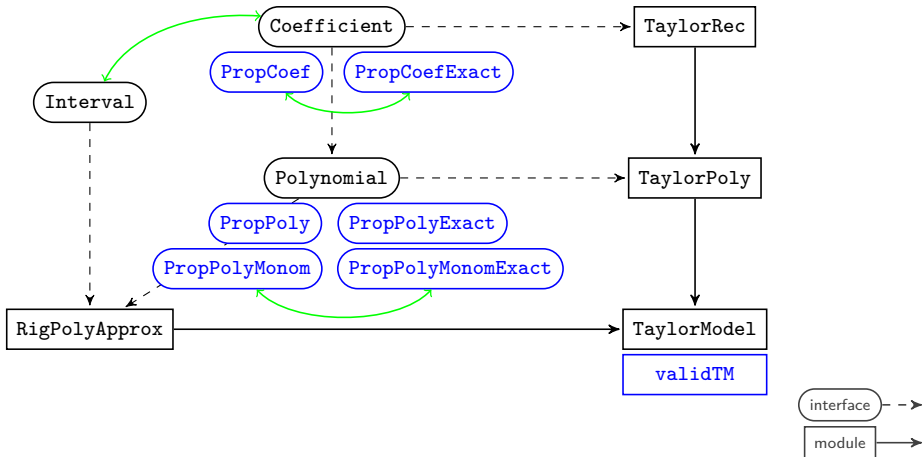 Coefficient
TaylorRec
PropCoef
PropCoefExact
Interval
Polynomial
TaylorPoly
PropPoly
PropPolyExact
PropPolyMonom
PropPolyMonomExact
RigPolyApprox
TaylorModel
validTM
interface
module